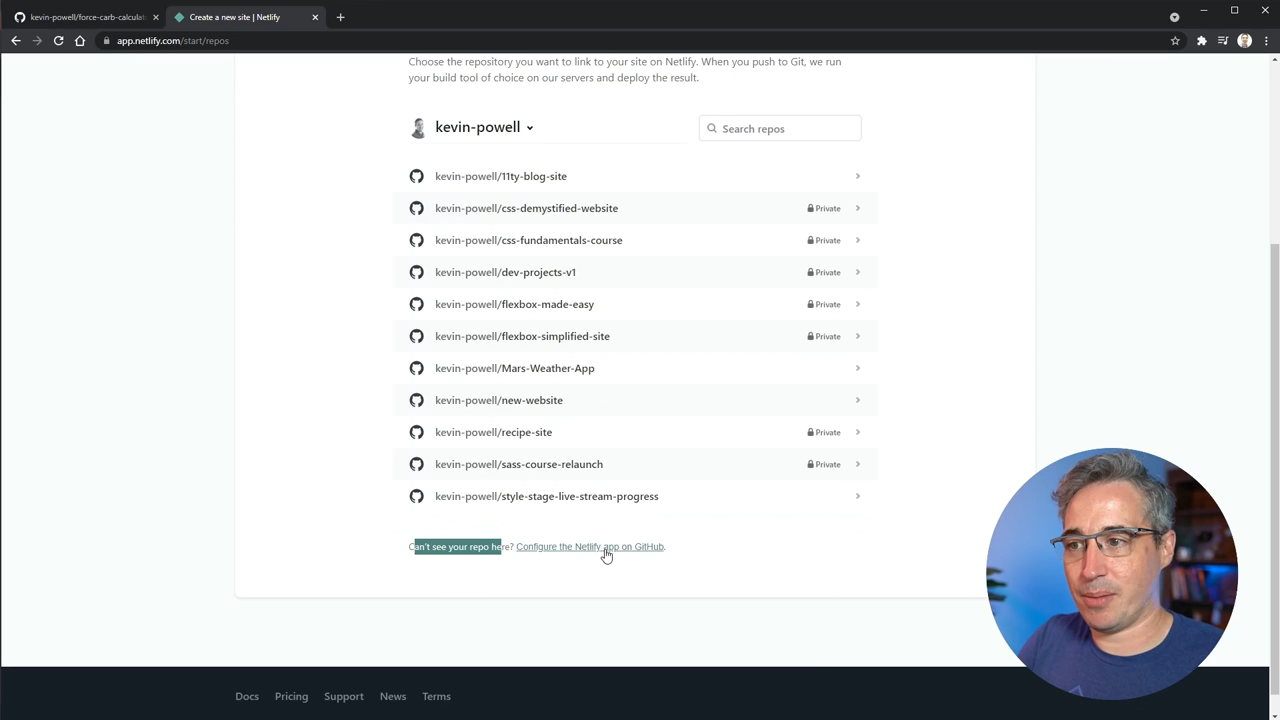 kevin-powell/force-carb-calculat
Create a new site | Netlify
app.netlify.com/start/repos
Choose the repository you want to link to your site on Netlify. When you push to Git, we run
your build tool of choice on our servers and deploy the result.
kevin-powell
Search repos
kevin-powell/11ty-blog-site
kevin-powell/css-demystified-website Private
kevin-powell/css-fundamentals-course Private
kevin-powell/dev-projects-v1 Private
kevin-powell/flexbox-made-easy Private
kevin-powell/flexbox-simplified-site Private
kevin-powell/Mars-Weather-App
kevin-powell/new-website
kevin-powell/recipe-site Private
kevin-powell/sass-course-relaunch Private
kevin-powell/style-stage-live-stream-progress
Can't see your repo here? Configure the Netlify app on GitHub.
Docs Pricing Support News Terms